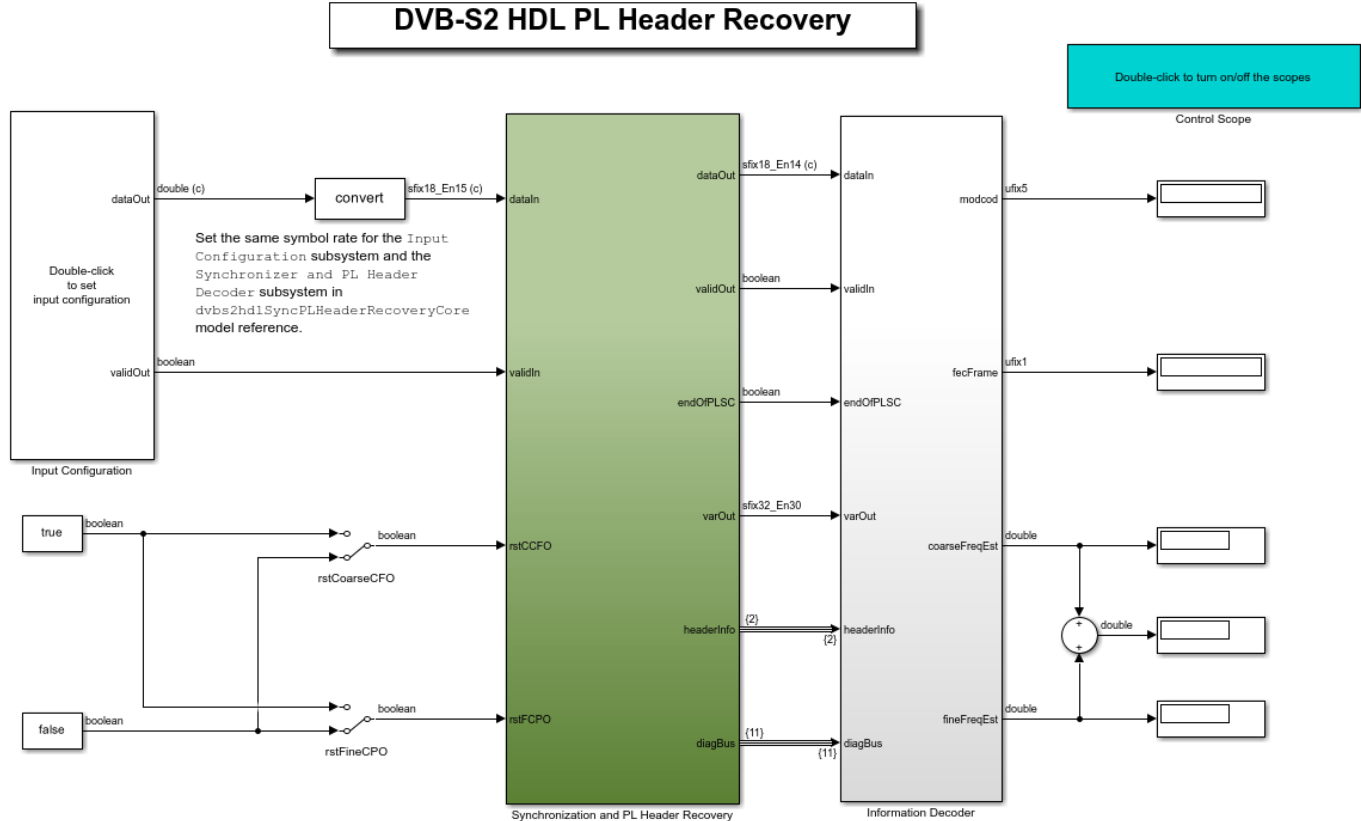 DVB-S2 HDL PL Header Recovery
Double-click to turn on/off the scopes
Control Scope
dataOut
double (c)
convert
sfix18_En15 (c)
dataIn
Double-click
to set
input configuration
Set the same symbol rate for the Input
Configuration subsystem and the
Synchronizer and PL Header
Decoder subsystem in
dvbs2hdlSyncPLHeaderRecoveryCore
model reference.
validOut
boolean
validIn
Input Configuration
true
boolean
boolean
rstCoarseCFO
rstCCFO
false
boolean
boolean
rstFineCPO
rstFCPO
dataOut
sfix18_En14 (c)
dataIn
validOut
boolean
validIn
endOfPLSC
boolean
endOfPLSC
varOut
sfix32_En30
varOut
headerInfo
{2}
{2}
headerInfo
diagBus
{11}
{11}
diagBus
Synchronization and PL Header Recovery
modcod
ufix5
fecFrame
ufix1
coarseFreqEst
double
+
+
double
fineFreqEst
double
Information Decoder